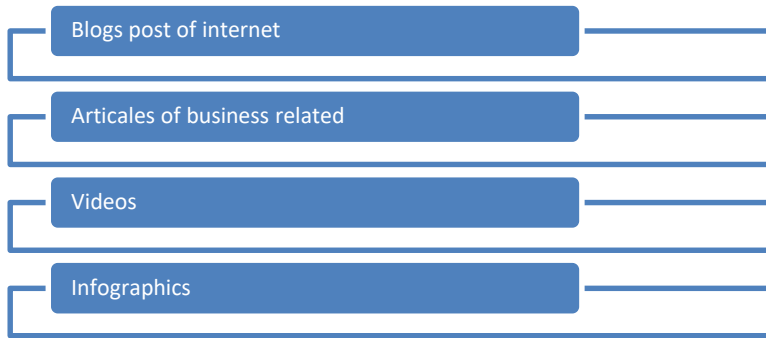 Blogs post of internet
Articales of business related
Videos
Infographics